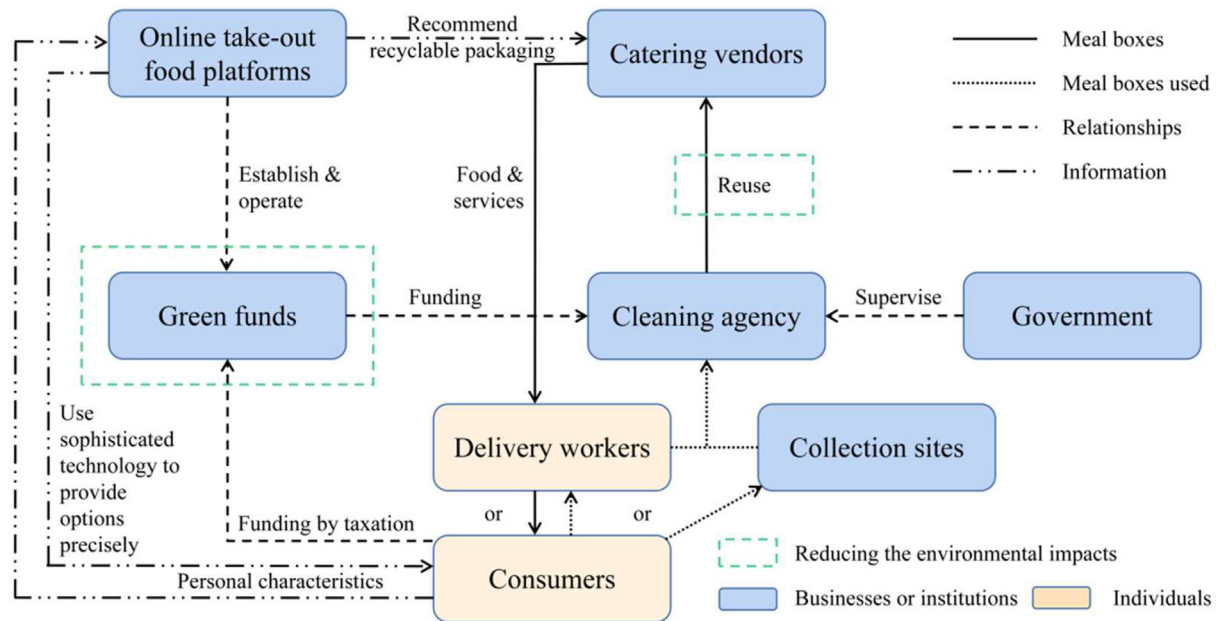 Online take-out
food platforms
Recommend
recyclable packaging
Catering vendors
Meal boxes
Meal boxes used
Relationships
Information
Establish &
operate
Food &
services
Reuse
Green funds
Funding
Cleaning agency
Supervise
Government
Use
sophisticated
technology to
provide
options
precisely
Delivery workers
Collection sites
or
or
Funding by taxation
Personal characteristics
Consumers
Reducing the environmental impacts
Businesses or institutions
Individuals